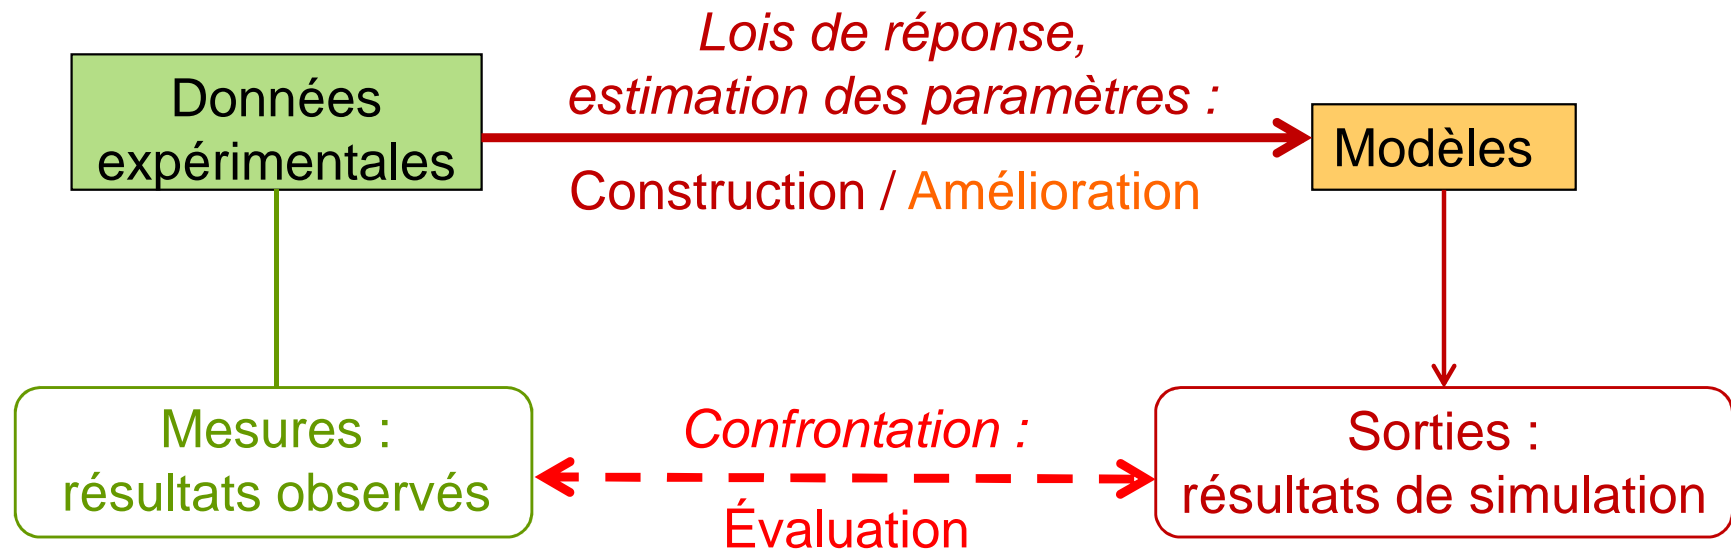 Lois de réponse,
estimation des paramètres :
Données
expérimentales
Modèles
Construction / Amélioration
Mesures :
résultats observés
Confrontation :
Évaluation
Sorties :
résultats de simulation